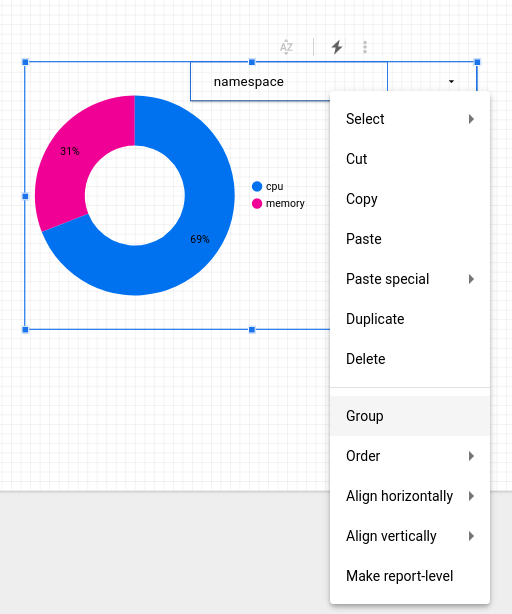 AZ
namespace
31%
69%
cpu
memory
Select
Cut
Copy
Paste
Paste special
Duplicate
Delete
Group
Order
Align horizontally
Align vertically
Make report-level